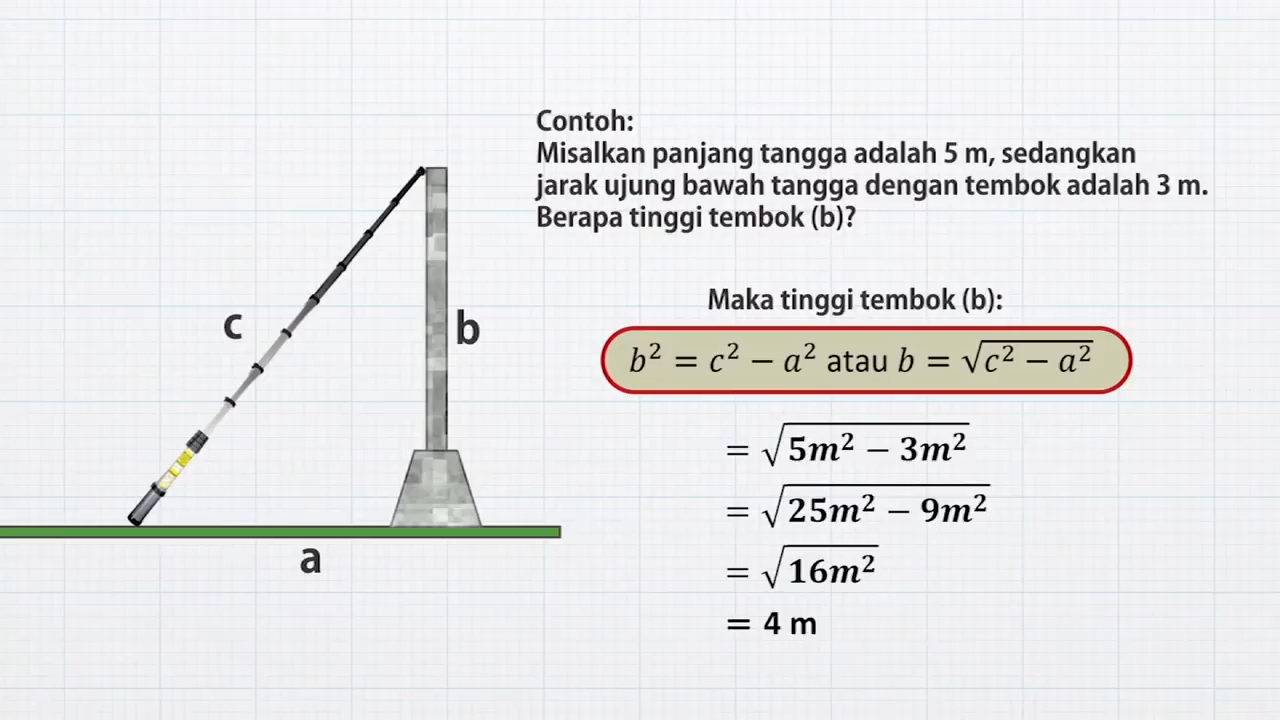 Contoh:
Misalkan panjang tangga adalah 5 m, sedangkan
jarak ujung bawah tangga dengan tembok adalah 3 m.
Berapa tinggi tembok (b)?
Maka tinggi tembok (b):
b² = c² − a² atau b = √(c² − a²)
= √(5m² − 3m²)
= √(25m² − 9m²)
= √(16m²)
= 4 m
c
b
a